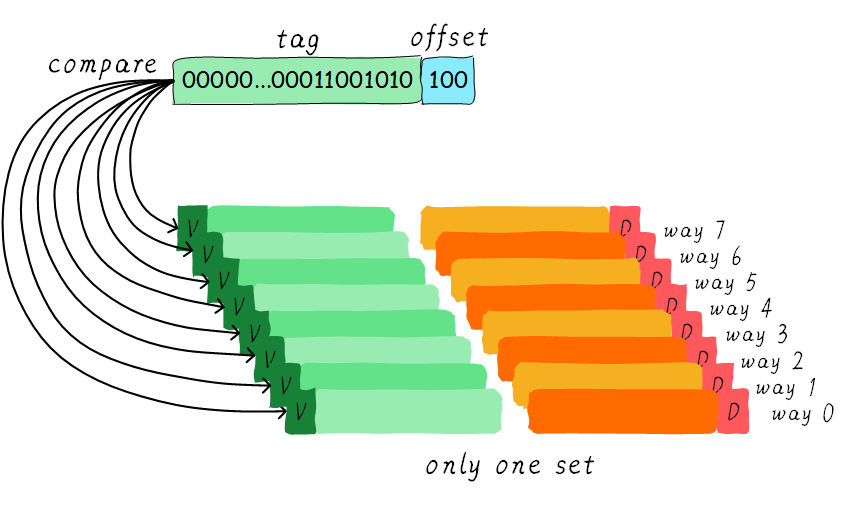 tag
offset
compare
00000...00011001010
100
V
D
way 7
V
D
way 6
V
D
way 5
V
D
way 4
V
D
way 3
V
D
way 2
V
D
way 1
V
D
way 0
only one set